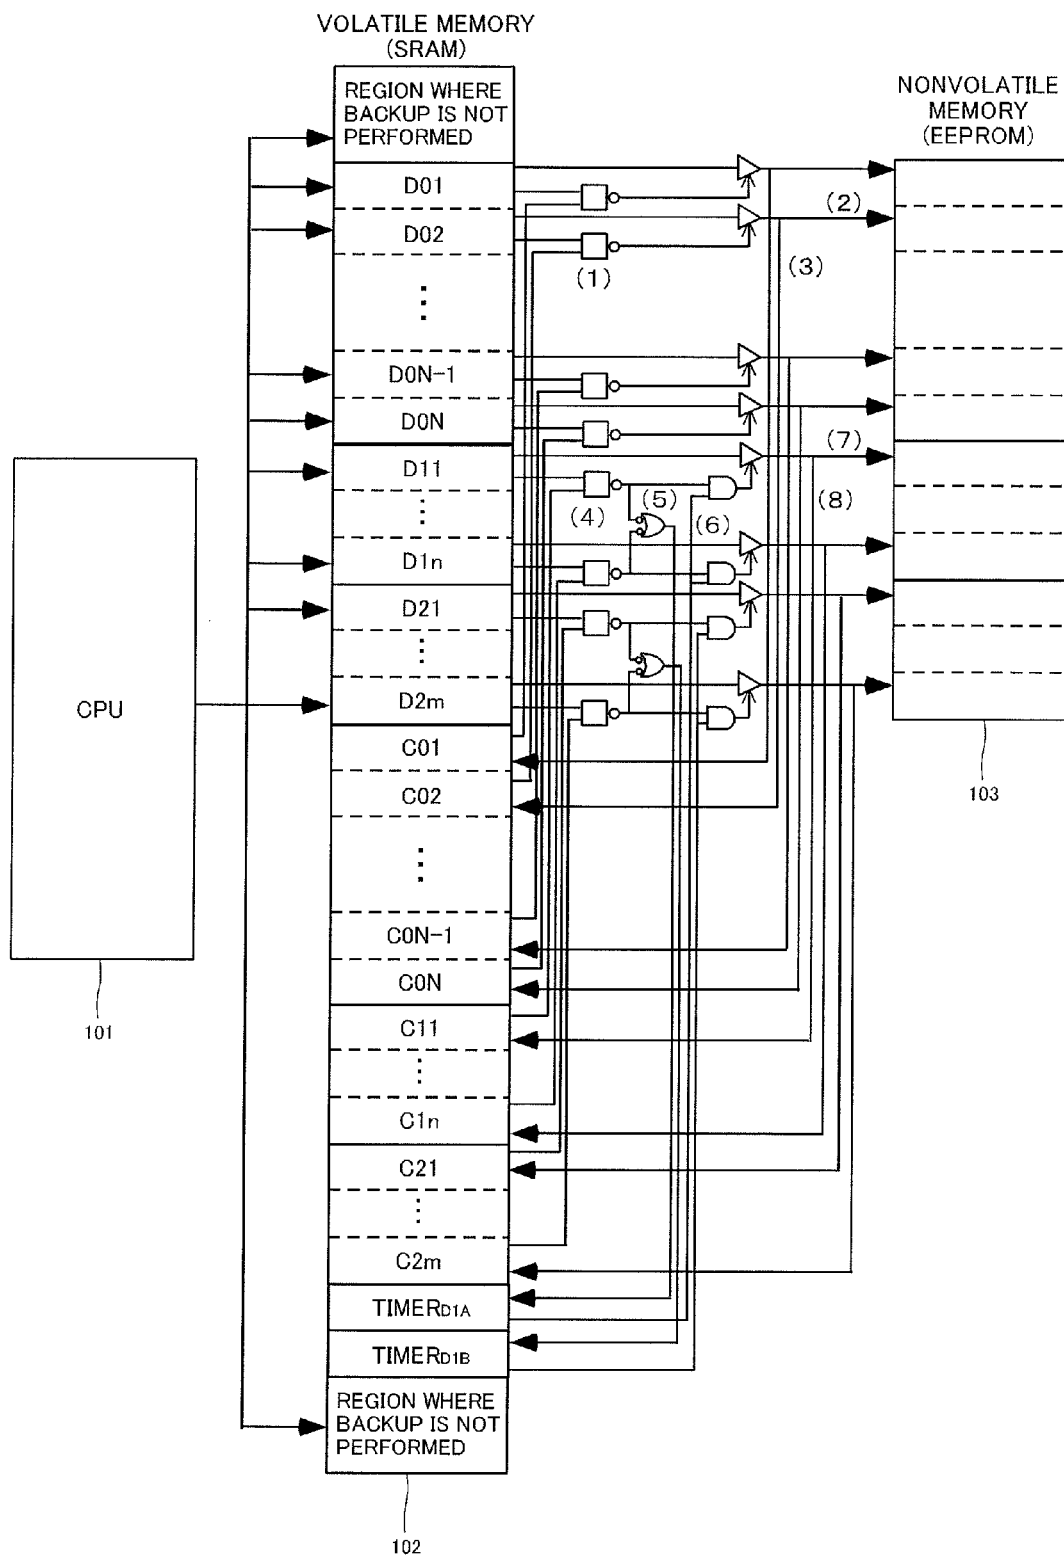 VOLATILE MEMORY
(SRAM)
REGION WHERE
BACKUP IS NOT
PERFORMED
NONVOLATILE
MEMORY
(EEPROM)
D01
D02
(1)
(2)
(3)
D0N-1
D0N
D11
(4)
(5)
(6)
(7)
(8)
D1n
D21
D2m
CPU
C01
C02
103
C0N-1
C0N
101
C11
C1n
C21
C2m
TIMERD1A
TIMERD1B
REGION WHERE
BACKUP IS NOT
PERFORMED
102